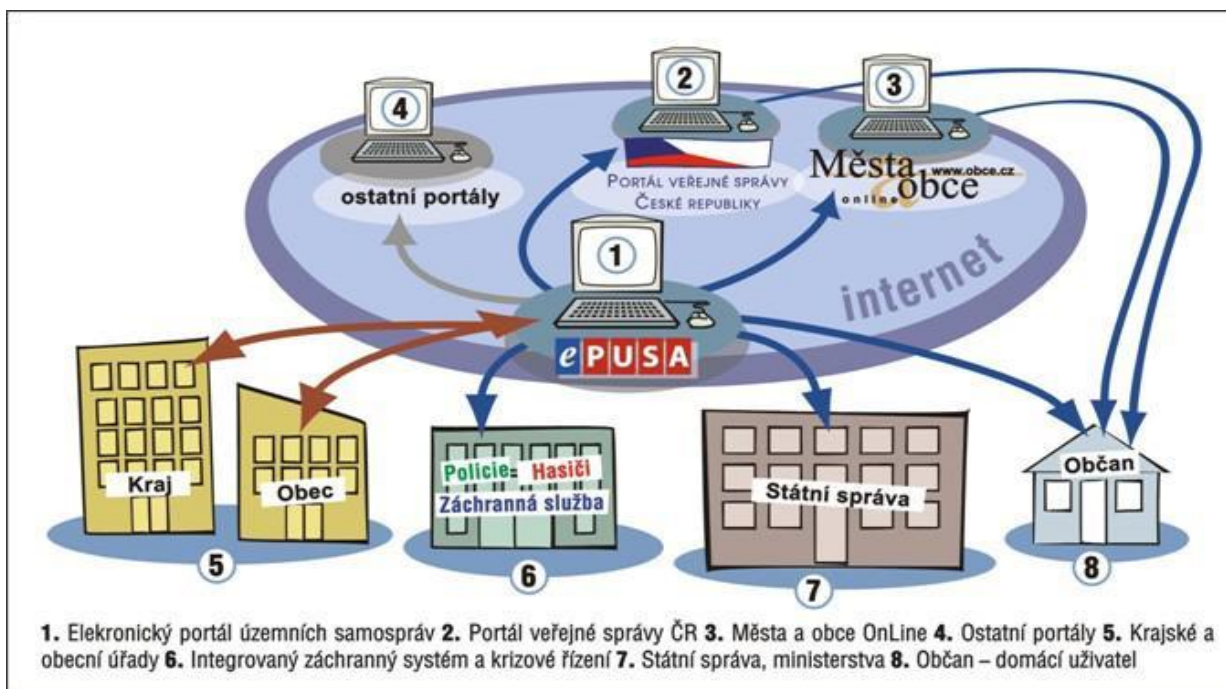 2
3
4
1
ostatní portály
PORTÁL VEŘEJNÉ SPRÁVY
ČESKÉ REPUBLIKY
Města
a obce
www.obce.cz
online
internet
ePUSA
Kraj
Obec
Policie Hasiči
Záchranná služba
Státní správa
Občan
5
6
7
8
1. Elekronický portál územních samospráv 2. Portál veřejné správy ČR 3. Města a obce OnLine 4. Ostatní portály 5. Krajské a
obecní úřady 6. Integrovaný záchranný systém a krizové řízení 7. Státní správa, ministerstva 8. Občan – domácí uživatel